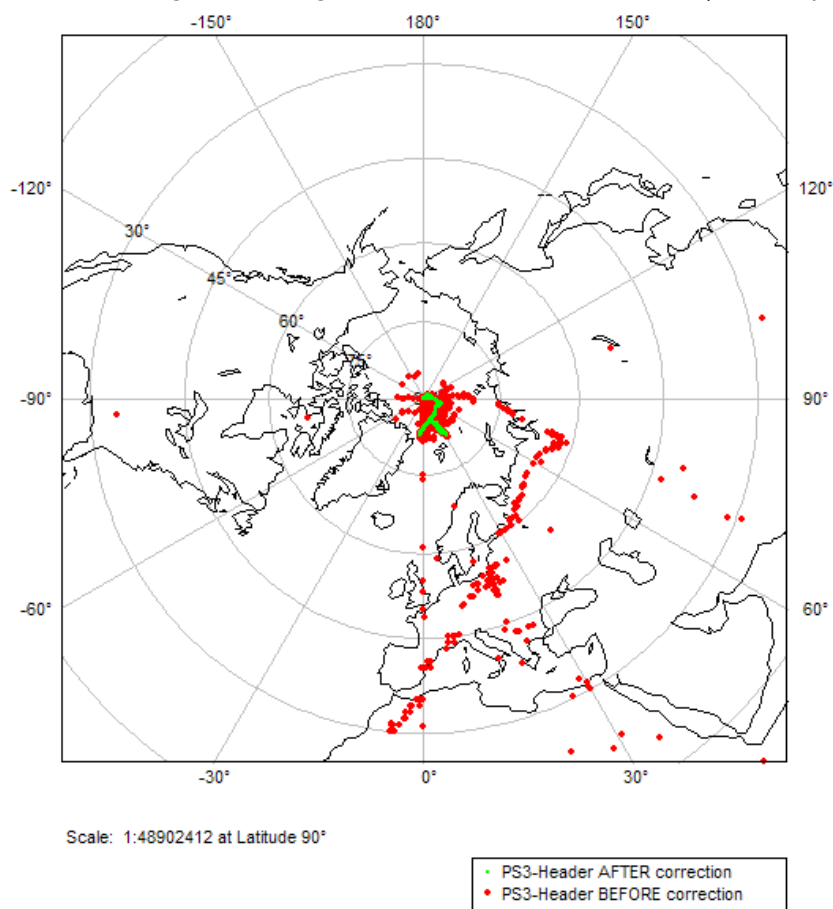 -150° 180° 150°
-120° 120°
30°
45°
60°
75°
-90° 90°
-60° 60°
-30° 0° 30°
Scale: 1:48902412 at Latitude 90°
PS3-Header AFTER correction
PS3-Header BEFORE correction